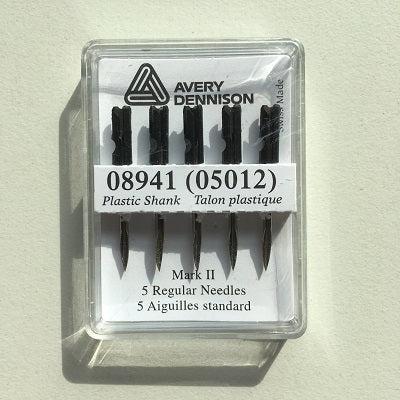 AVERY
DENNISON
Swiss Made
08941 (05012)
Plastic Shank Talon plastique
Mark II
5 Regular Needles
5 Aiguilles standard